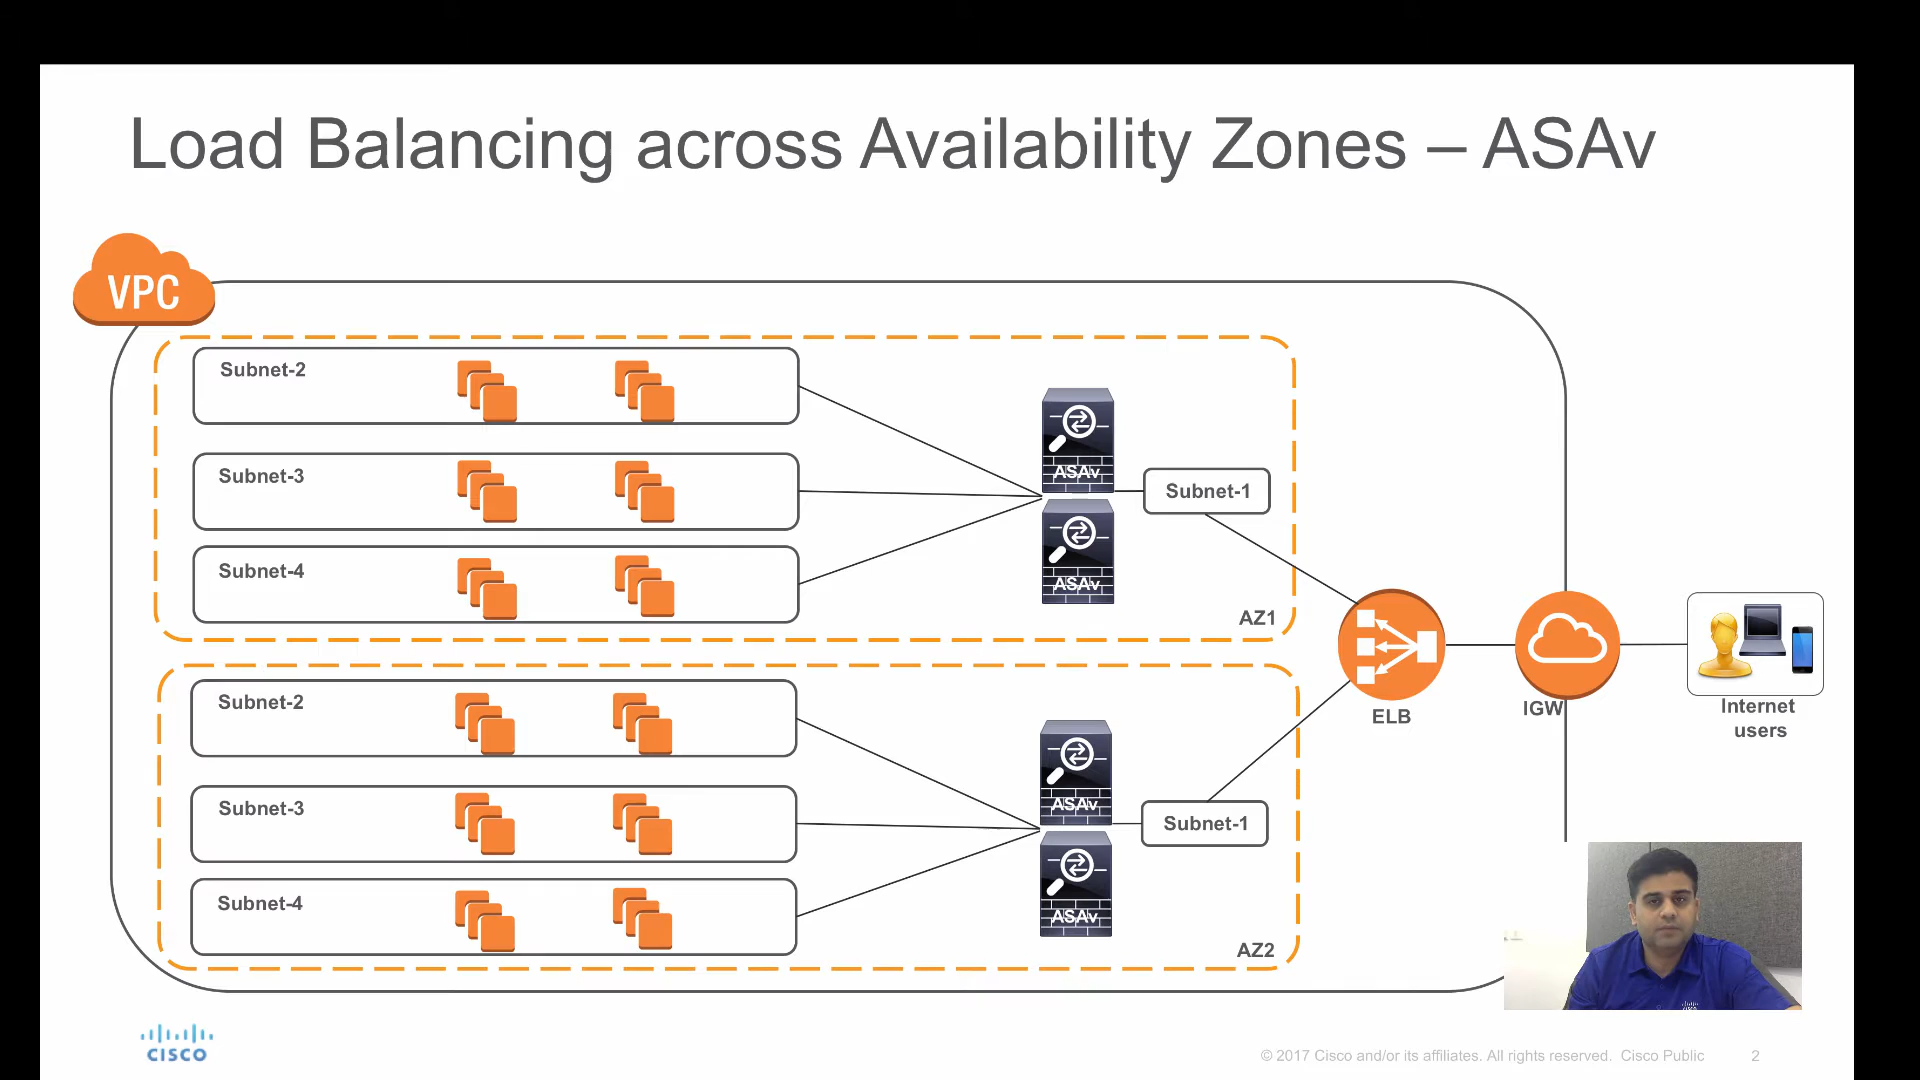 Load Balancing across Availability Zones – ASAv
VPC
Subnet-2
Subnet-3
Subnet-4
ASAv
ASAv
Subnet-1
AZ1
Subnet-2
Subnet-3
Subnet-4
ASAv
ASAv
Subnet-1
AZ2
ELB
IGW
Internet
users
CISCO
© 2017 Cisco and/or its affiliates. All rights reserved. Cisco Public 2